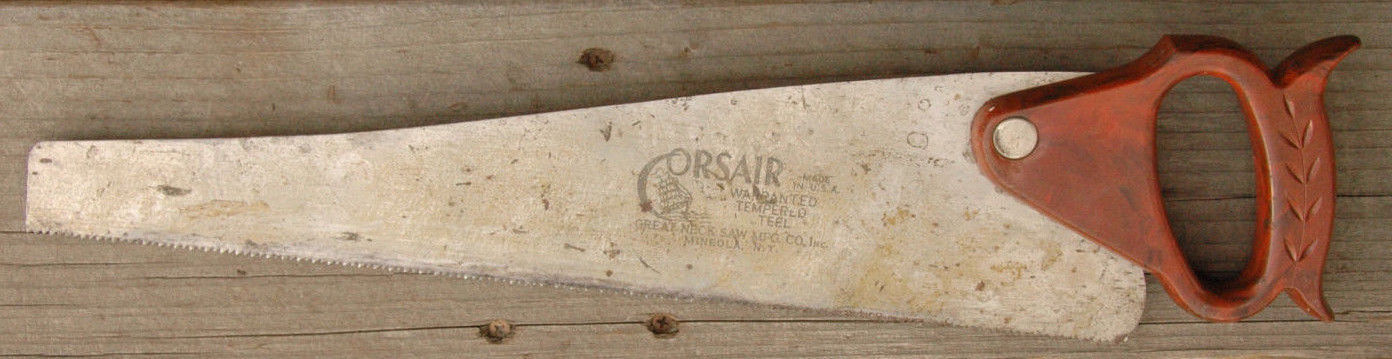 CORSAIR
MADE
IN U.S.A.
WARRANTED
TEMPERED
STEEL
GREAT NECK SAW MFG. CO. INC.
MINEOLA, N.Y.